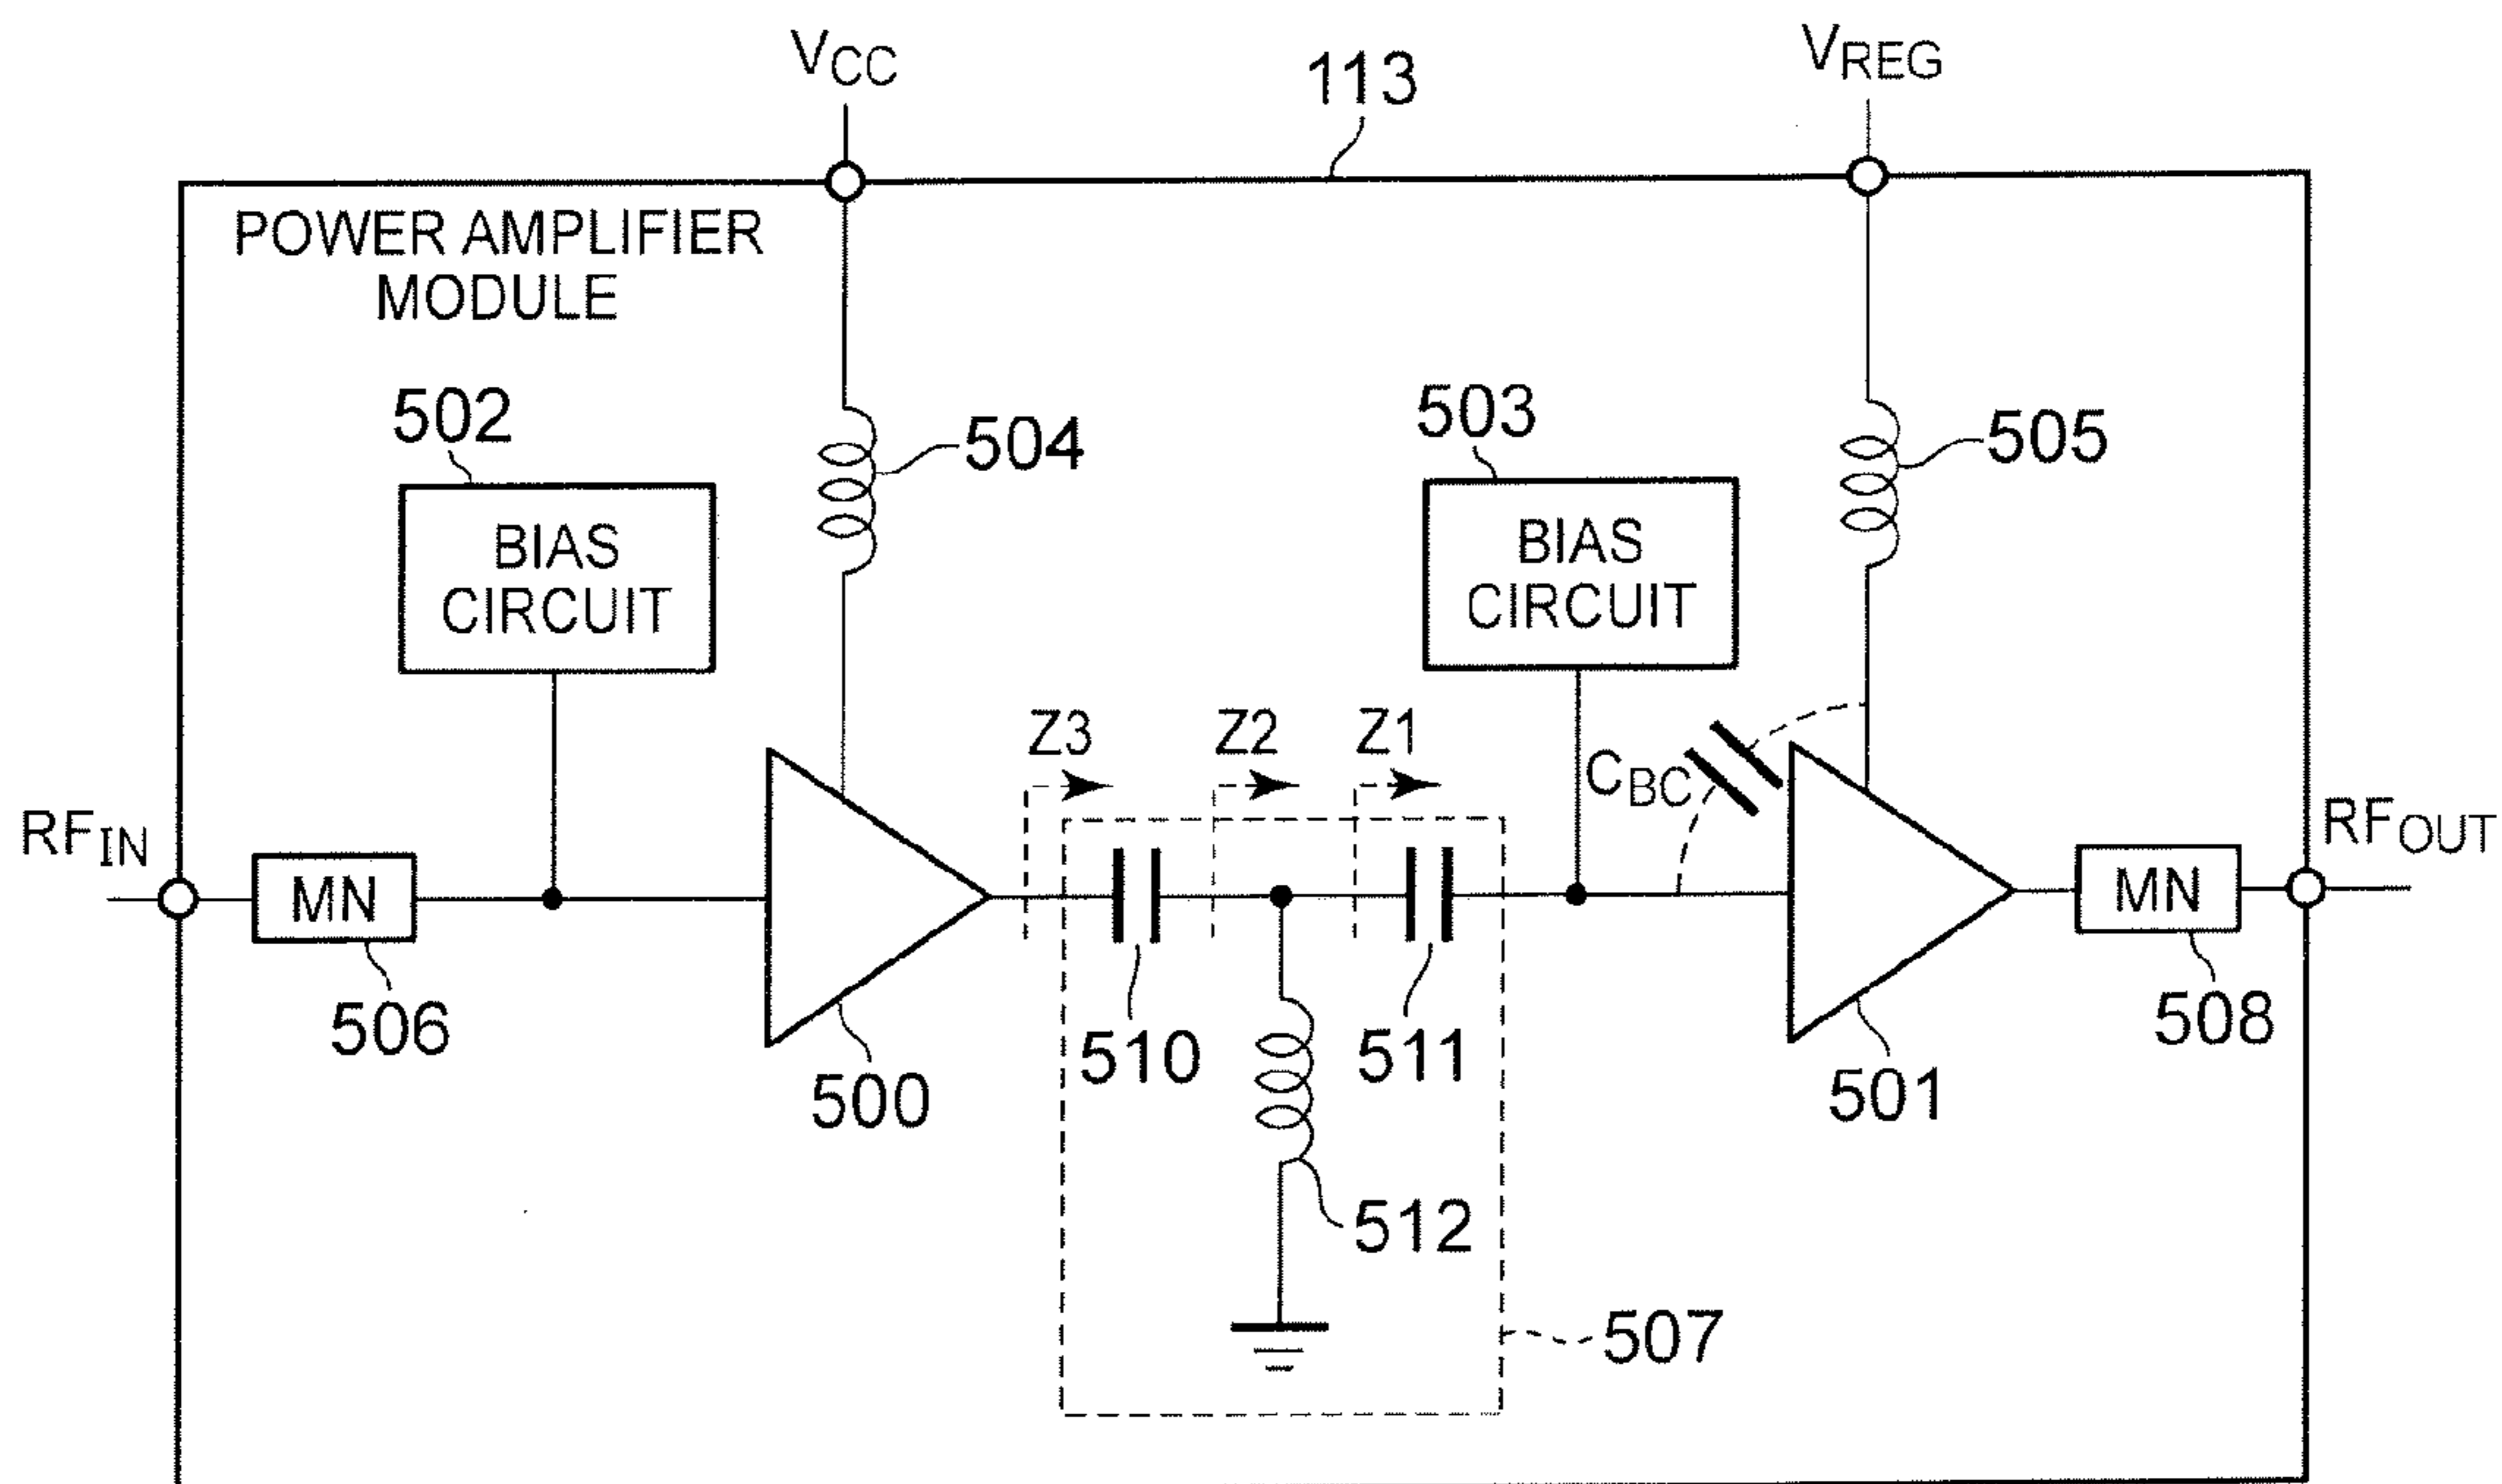 VCC
113
VREG
POWER AMPLIFIER
MODULE
502
504
503
505
BIAS
CIRCUIT
BIAS
CIRCUIT
Z3
Z2
Z1
CBC
RFIN
MN
RFOUT
MN
506
500
510
511
501
508
512
507